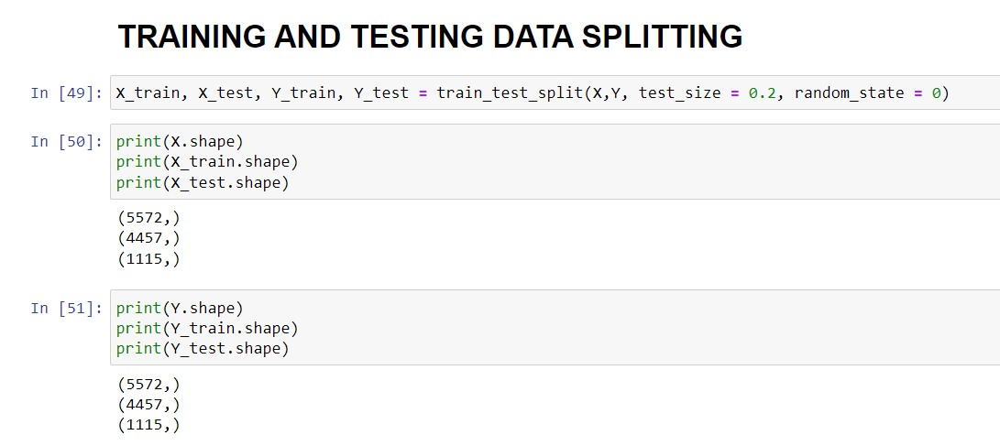 TRAINING AND TESTING DATA SPLITTING
In [49]: X_train, X_test, Y_train, Y_test = train_test_split(X,Y, test_size = 0.2, random_state = 0)
In [50]: print(X.shape)
print(X_train.shape)
print(X_test.shape)
(5572,)
(4457,)
(1115,)
In [51]: print(Y.shape)
print(Y_train.shape)
print(Y_test.shape)
(5572,)
(4457,)
(1115,)